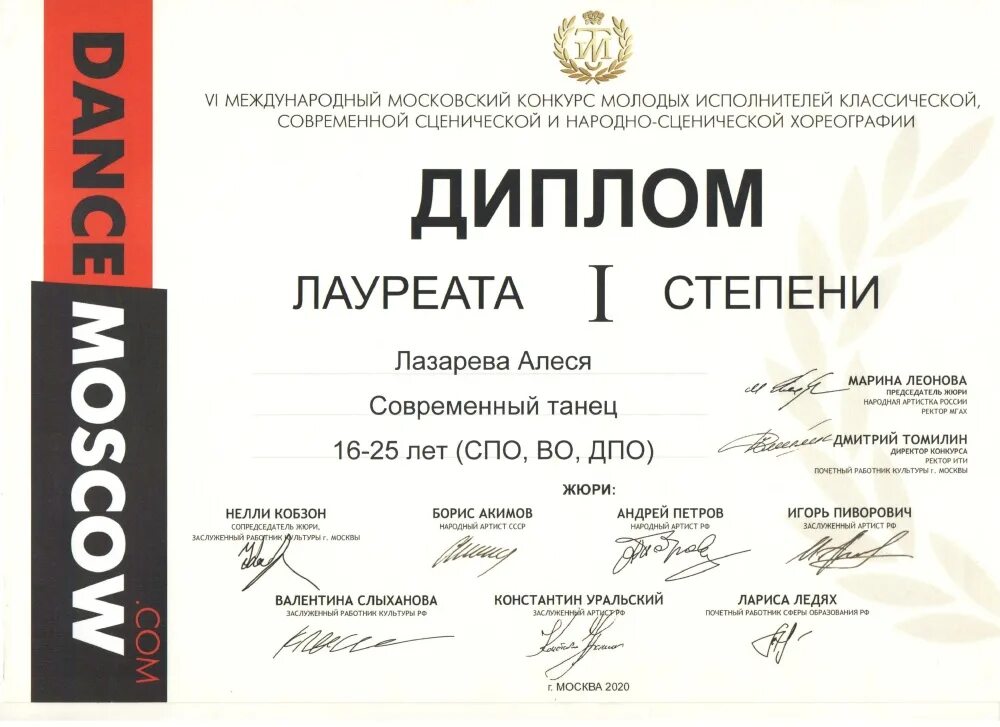 DANCE
MOSCOW
.COM
VI МЕЖДУНАРОДНЫЙ МОСКОВСКИЙ КОНКУРС МОЛОДЫХ ИСПОЛНИТЕЛЕЙ КЛАССИЧЕСКОЙ,
СОВРЕМЕННОЙ СЦЕНИЧЕСКОЙ И НАРОДНО-СЦЕНИЧЕСКОЙ ХОРЕОГРАФИИ
ДИПЛОМ
ЛАУРЕАТА I СТЕПЕНИ
Лазарева Алеся
Современный танец
16-25 лет (СПО, ВО, ДПО)
МАРИНА ЛЕОНОВА
ПРЕДСЕДАТЕЛЬ ЖЮРИ
НАРОДНАЯ АРТИСТКА РОССИИ
РЕКТОР МГАХ
ДМИТРИЙ ТОМИЛИН
ДИРЕКТОР КОНКУРСА
РЕКТОР ИТИ
ПОЧЕТНЫЙ РАБОТНИК КУЛЬТУРЫ г. МОСКВЫ
ЖЮРИ:
НЕЛЛИ КОБЗОН
СОПРЕДСЕДАТЕЛЬ ЖЮРИ,
ЗАСЛУЖЕННЫЙ РАБОТНИК КУЛЬТУРЫ г. МОСКВЫ
БОРИС АКИМОВ
НАРОДНЫЙ АРТИСТ СССР
АНДРЕЙ ПЕТРОВ
НАРОДНЫЙ АРТИСТ РФ
ИГОРЬ ПИВОРОВИЧ
ЗАСЛУЖЕННЫЙ АРТИСТ РФ
ВАЛЕНТИНА СЛЫХАНОВА
ЗАСЛУЖЕННЫЙ РАБОТНИК КУЛЬТУРЫ РФ
КОНСТАНТИН УРАЛЬСКИЙ
ЗАСЛУЖЕННЫЙ АРТИСТ РФ
ЛАРИСА ЛЕДЯХ
ПОЧЕТНЫЙ РАБОТНИК СФЕРЫ ОБРАЗОВАНИЯ РФ
г. МОСКВА 2020